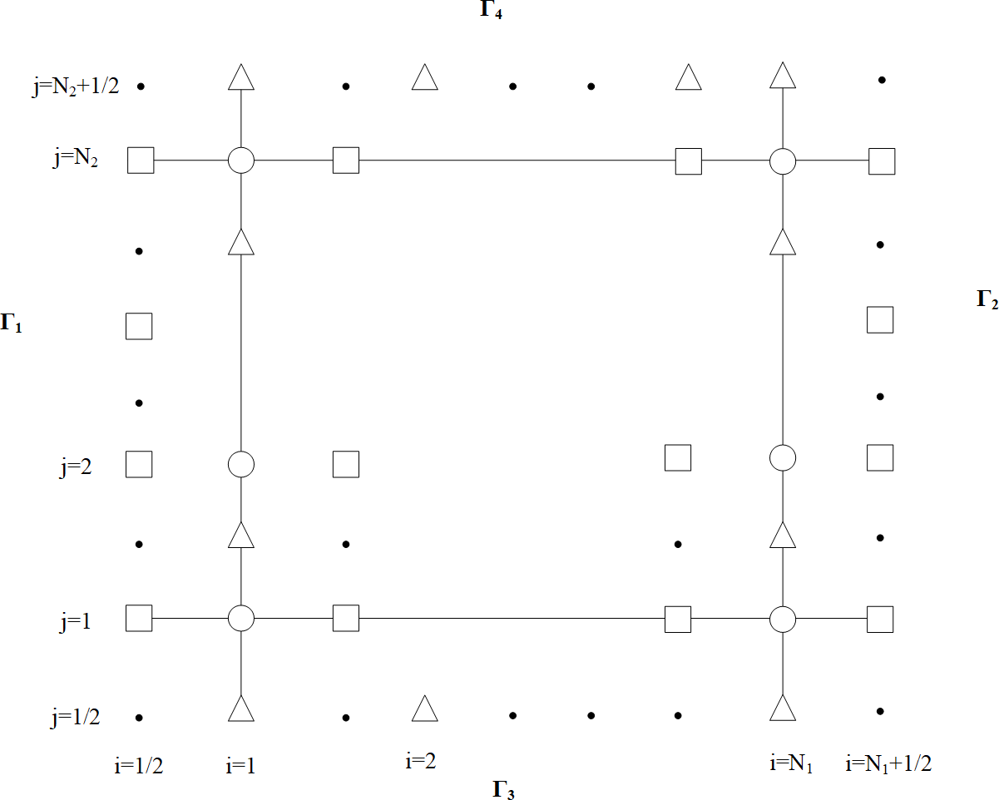 Γ₄
j=N₂+1/2
j=N₂
Γ₂
Γ₁
j=2
j=1
j=1/2
i=1/2
i=1
i=2
i=N₁
i=N₁+1/2
Γ₃